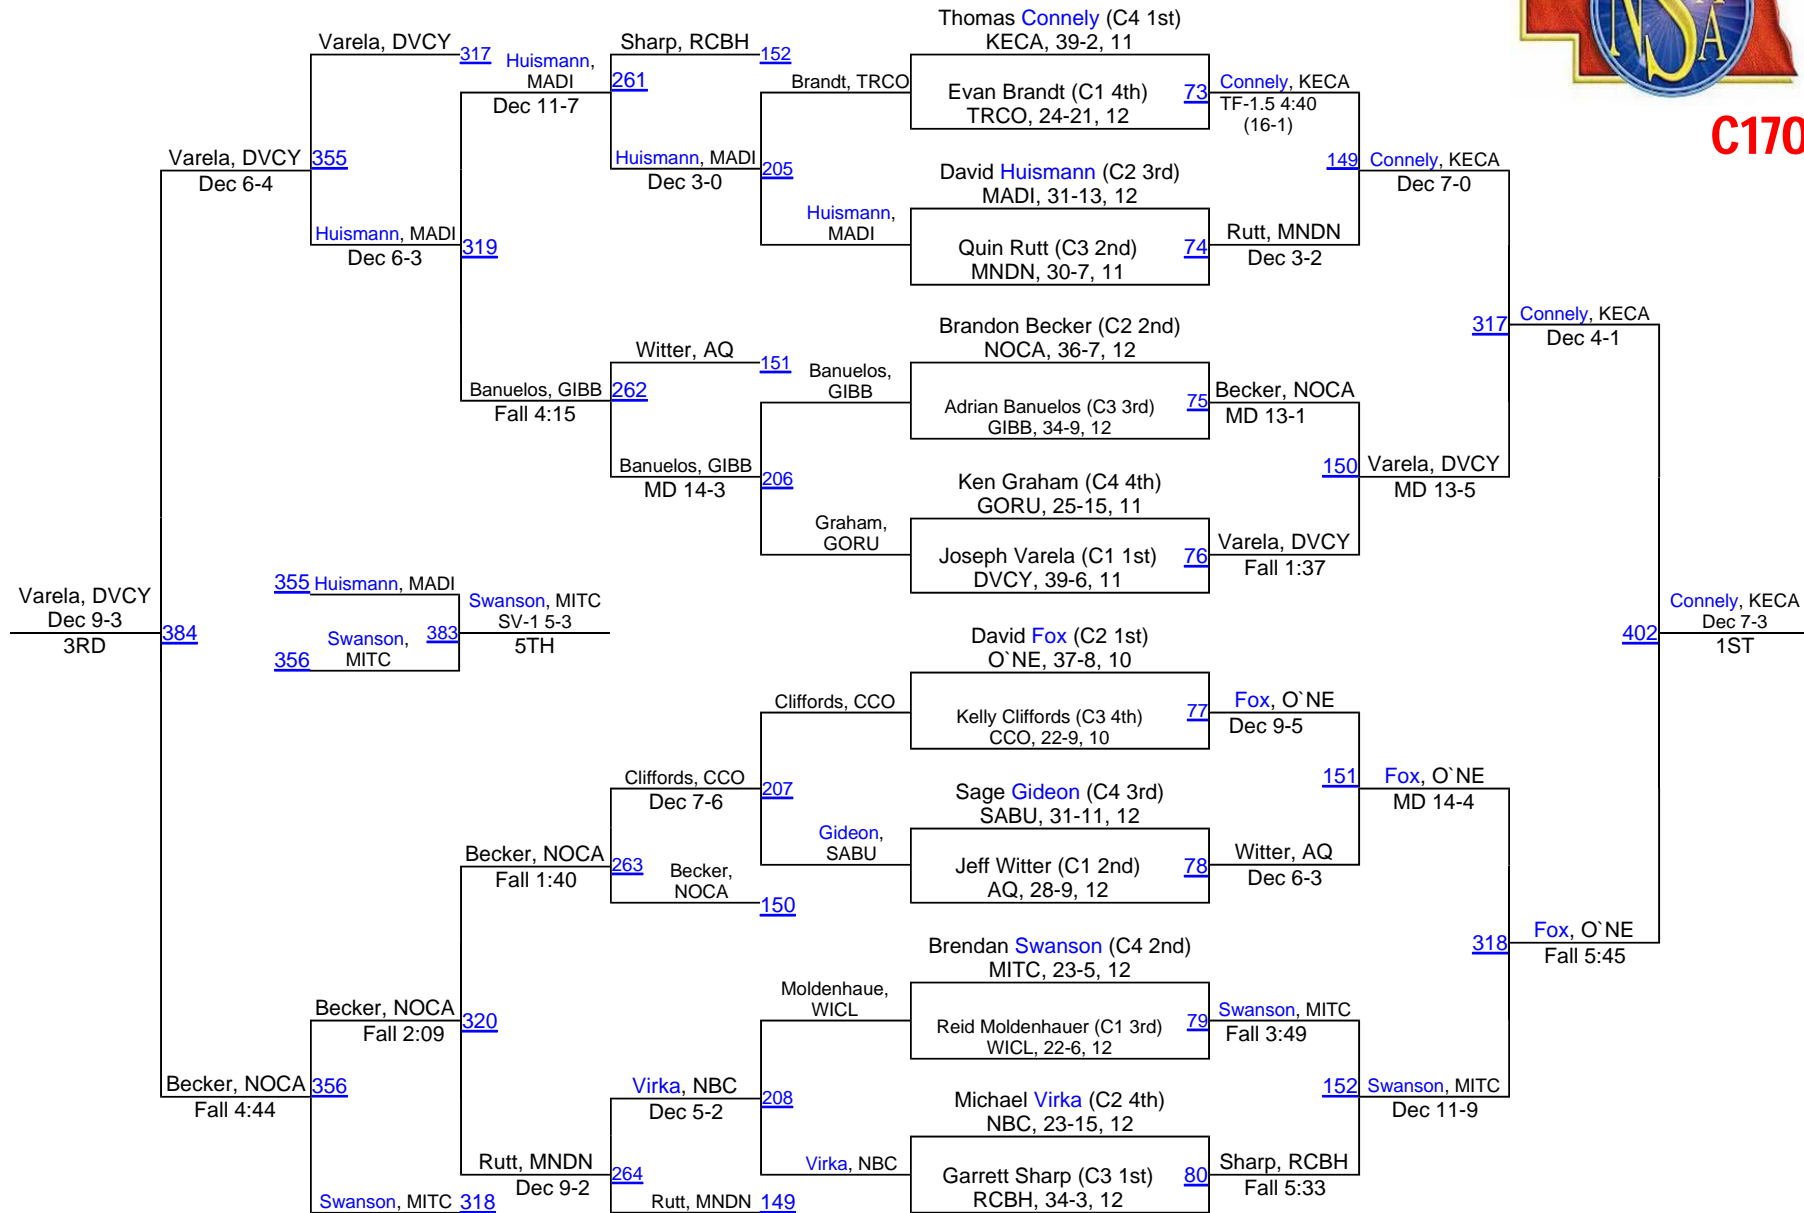 Thomas Connely (C4 1st)
KECA, 39-2, 11
Evan Brandt (C1 4th)
TRCO, 24-21, 12
David Huismann (C2 3rd)
MADI, 31-13, 12
Quin Rutt (C3 2nd)
MNDN, 30-7, 11
Brandon Becker (C2 2nd)
NOCA, 36-7, 12
Adrian Banuelos (C3 3rd)
GIBB, 34-9, 12
Ken Graham (C4 4th)
GORU, 25-15, 11
Joseph Varela (C1 1st)
DVCY, 39-6, 11
David Fox (C2 1st)
O`NE, 37-8, 10
Kelly Cliffords (C3 4th)
CCO, 22-9, 10
Sage Gideon (C4 3rd)
SABU, 31-11, 12
Jeff Witter (C1 2nd)
AQ, 28-9, 12
Brendan Swanson (C4 2nd)
MITC, 23-5, 12
Reid Moldenhauer (C1 3rd)
WICL, 22-6, 12
Michael Virka (C2 4th)
NBC, 23-15, 12
Garrett Sharp (C3 1st)
RCBH, 34-3, 12
73
Connely, KECA
TF-1.5 4:40
(16-1)
74
Rutt, MNDN
Dec 3-2
75
Becker, NOCA
MD 13-1
76
Varela, DVCY
Fall 1:37
77
Fox, O`NE
Dec 9-5
78
Witter, AQ
Dec 6-3
79
Swanson, MITC
Fall 3:49
80
Sharp, RCBH
Fall 5:33
149
Connely, KECA
Dec 7-0
150
Varela, DVCY
MD 13-5
151
Fox, O`NE
MD 14-4
152
Swanson, MITC
Dec 11-9
317
Connely, KECA
Dec 4-1
318
Fox, O`NE
Fall 5:45
402
Connely, KECA
Dec 7-3
1ST
Brandt, TRCO
Huismann,
MADI
Banuelos,
GIBB
Graham,
GORU
Cliffords, CCO
Gideon,
SABU
Moldenhaue,
WICL
Virka, NBC
Sharp, RCBH
152
205
Huismann, MADI
Dec 3-0
Witter, AQ
151
206
Banuelos, GIBB
MD 14-3
207
Cliffords, CCO
Dec 7-6
Becker,
NOCA
150
208
Virka, NBC
Dec 5-2
Rutt, MNDN
149
261
Huismann,
MADI
Dec 11-7
262
Banuelos, GIBB
Fall 4:15
263
Becker, NOCA
Fall 1:40
264
Rutt, MNDN
Dec 9-2
Varela, DVCY
317
319
Huismann, MADI
Dec 6-3
320
Becker, NOCA
Fall 2:09
Swanson, MITC
318
355
Varela, DVCY
Dec 6-4
356
Becker, NOCA
Fall 4:44
384
Varela, DVCY
Dec 9-3
3RD
355
Huismann, MADI
356
Swanson,
MITC
383
Swanson, MITC
SV-1 5-3
5TH
C170